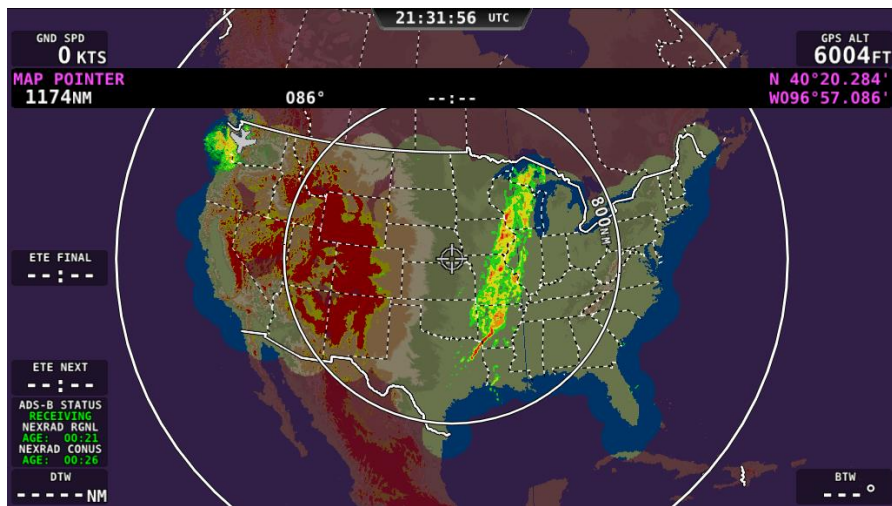 21:31:56 UTC
GND SPD
0 KTS
GPS ALT
6004FT
MAP POINTER
N 40°20.284'
1174NM 086° --:--
W096°57.086'
800NM
ETE FINAL
--:--
ETE NEXT
--:--
ADS-B STATUS
RECEIVING
NEXRAD RGNL
AGE: 00:21
NEXRAD CONUS
AGE: 00:26
DTW
-----NM
BTW
---°